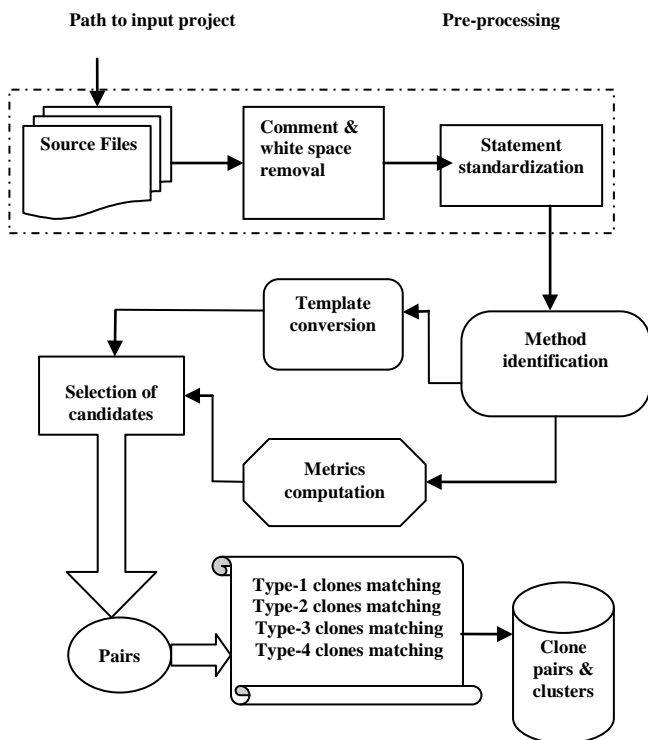 Path to input project
Pre-processing
Source Files
Comment &
white space
removal
Statement
standardization
Template
conversion
Method
identification
Selection of
candidates
Metrics
computation
Type-1 clones matching
Type-2 clones matching
Type-3 clones matching
Type-4 clones matching
Pairs
Clone
pairs &
clusters